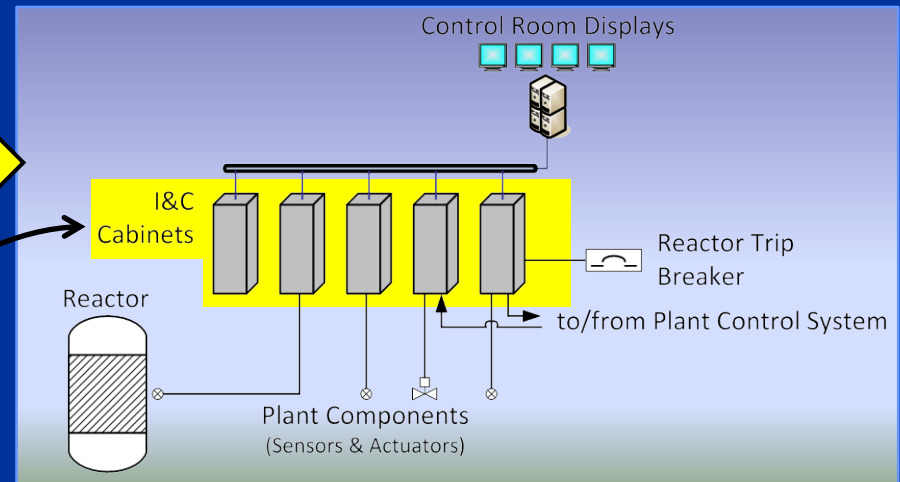 Control Room Displays
I&C
Cabinets
Reactor Trip
Breaker
Reactor
to/from Plant Control System
Plant Components
(Sensors & Actuators)